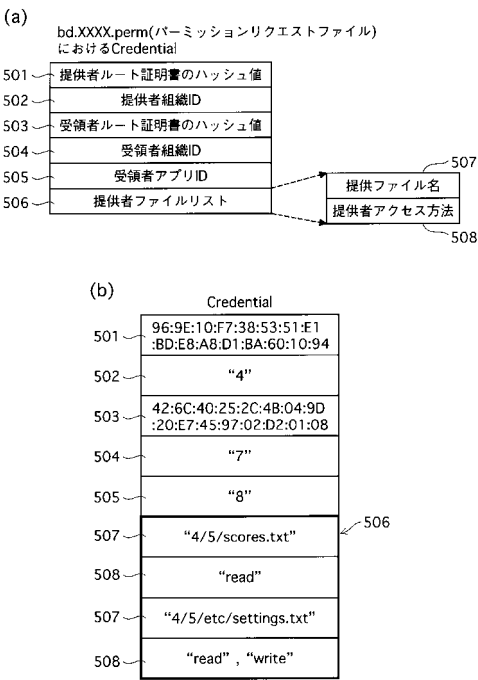 (a)
bd.XXXX.perm(パーミッションリクエストファイル)
におけるCredential
501
提供者ルート証明書のハッシュ値
502
提供者組織ID
503
受領者ルート証明書のハッシュ値
504
受領者組織ID
505
受領者アプリID
506
提供者ファイルリスト
507
提供ファイル名
提供者アクセス方法
508
(b)
Credential
501
96:9E:10:F7:38:53:51:E1
:BD:E8:A8:D1:BA:60:10:94
502
“4”
503
42:6C:40:25:2C:4B:04:9D
:20:E7:45:97:02:D2:01:08
504
“7”
505
“8”
506
507
“4/5/scores.txt”
508
“read”
507
“4/5/etc/settings.txt”
508
“read” , “write”